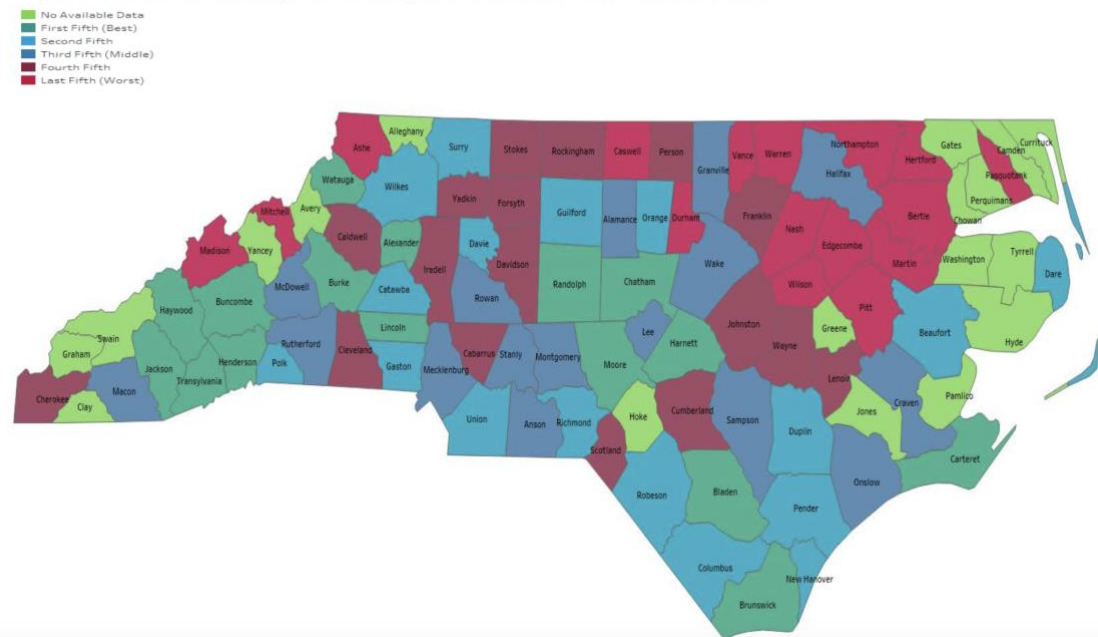 No Available Data
First Fifth (Best)
Second Fifth
Third Fifth (Middle)
Fourth Fifth
Last Fifth (Worst)
Ashe
Alleghany
Surry
Stokes
Rockingham
Caswell
Person
Granville
Vance
Warren
Northampton
Halifax
Hertford
Gates
Camden
Currituck
Pasquotank
Perquimans
Chowan
Watauga
Wilkes
Yadkin
Forsyth
Guilford
Alamance
Orange
Durham
Franklin
Nash
Edgecombe
Bertie
Martin
Washington
Tyrrell
Dare
Mitchell
Avery
Caldwell
Alexander
Iredell
Davie
Davidson
Randolph
Chatham
Wake
Wilson
Pitt
Madison
Yancey
McDowell
Burke
Catawba
Rowan
Johnston
Greene
Beaufort
Hyde
Haywood
Buncombe
Rutherford
Lincoln
Cleveland
Gaston
Cabarrus
Stanly
Montgomery
Moore
Lee
Harnett
Wayne
Lenoir
Swain
Graham
Jackson
Henderson
Transylvania
Polk
Mecklenburg
Cherokee
Clay
Macon
Union
Anson
Richmond
Scotland
Hoke
Cumberland
Sampson
Duplin
Jones
Craven
Pamlico
Carteret
Robeson
Bladen
Pender
Onslow
Columbus
New Hanover
Brunswick